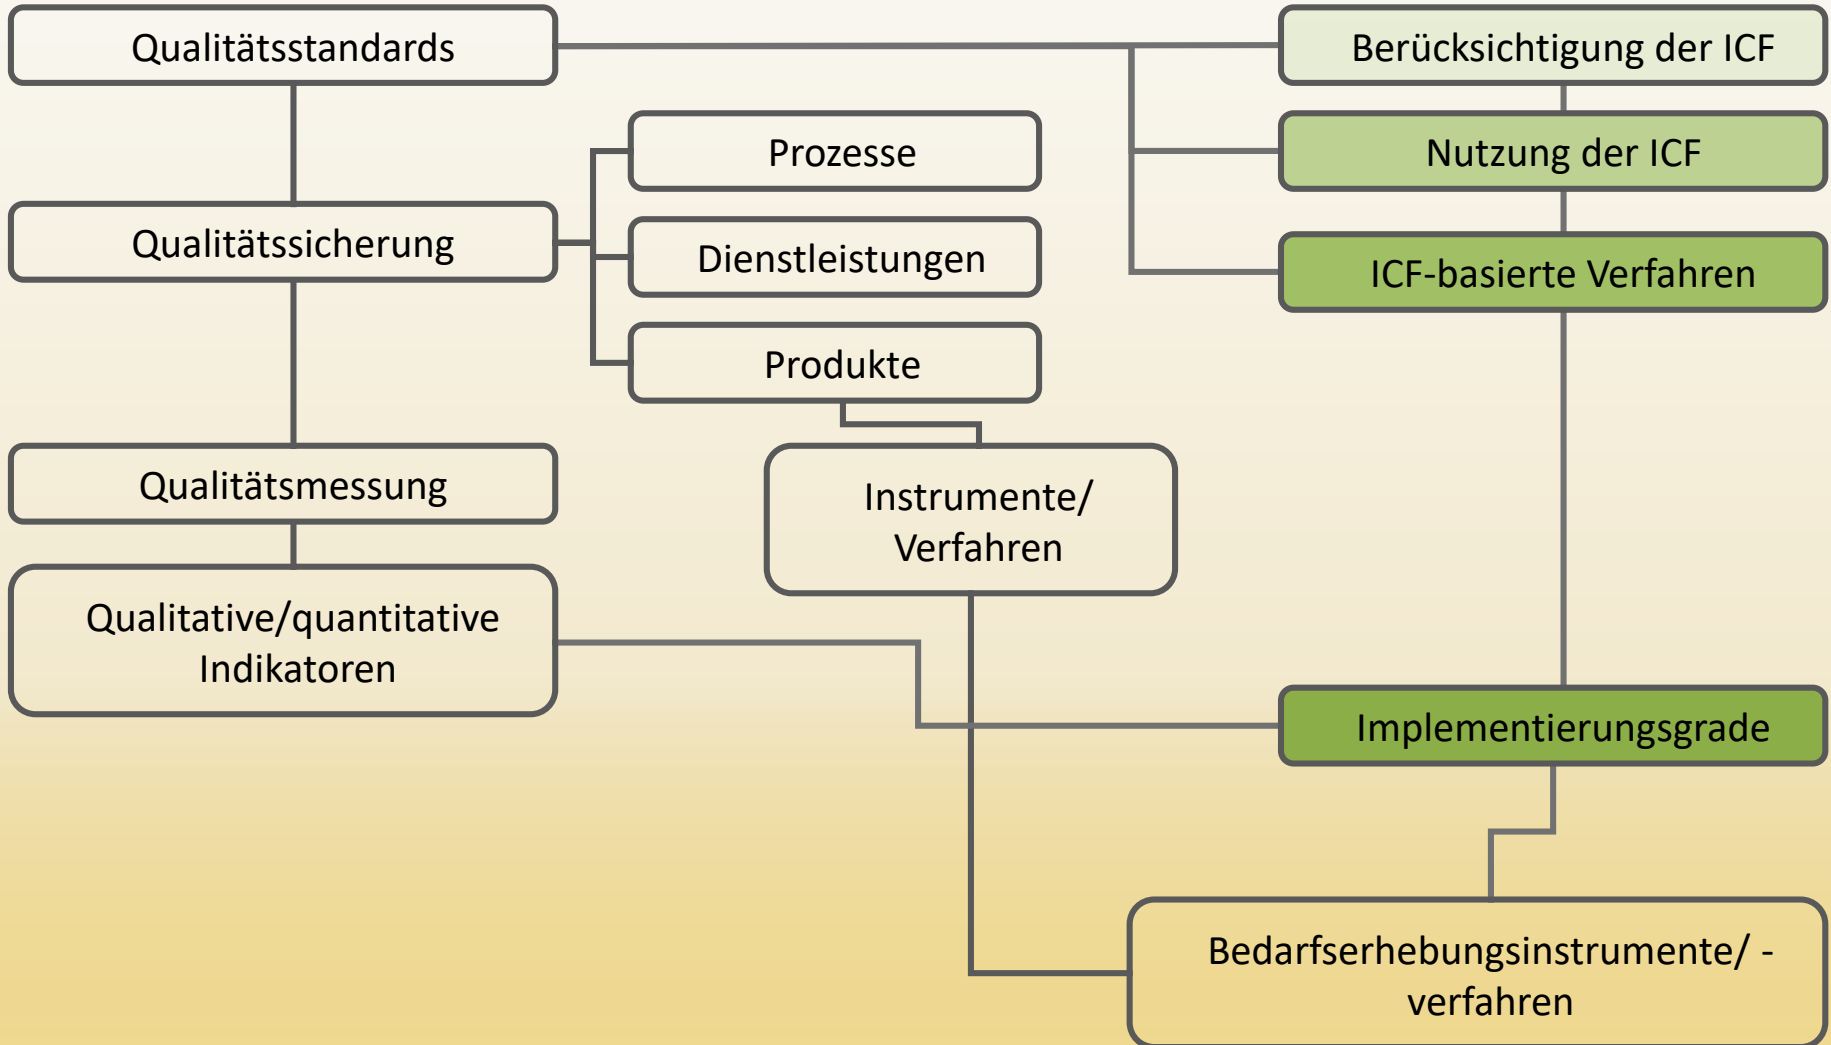 Qualitätsstandards
Berücksichtigung der ICF
Prozesse
Nutzung der ICF
Qualitätssicherung
Dienstleistungen
ICF-basierte Verfahren
Produkte
Qualitätsmessung
Instrumente/
Verfahren
Qualitative/quantitative
Indikatoren
Implementierungsgrade
Bedarfserhebungsinstrumente/ -
verfahren